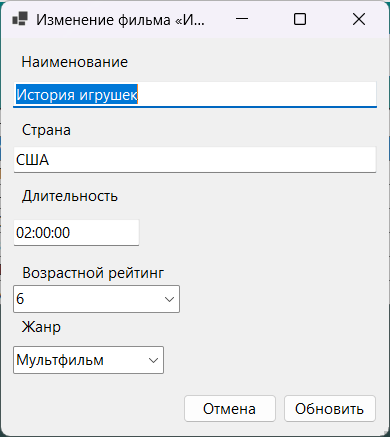 Изменение фильма «И...
Наименование
История игрушек
Страна
США
Длительность
02:00:00
Возрастной рейтинг
6
Жанр
Мультфильм
Отмена Обновить